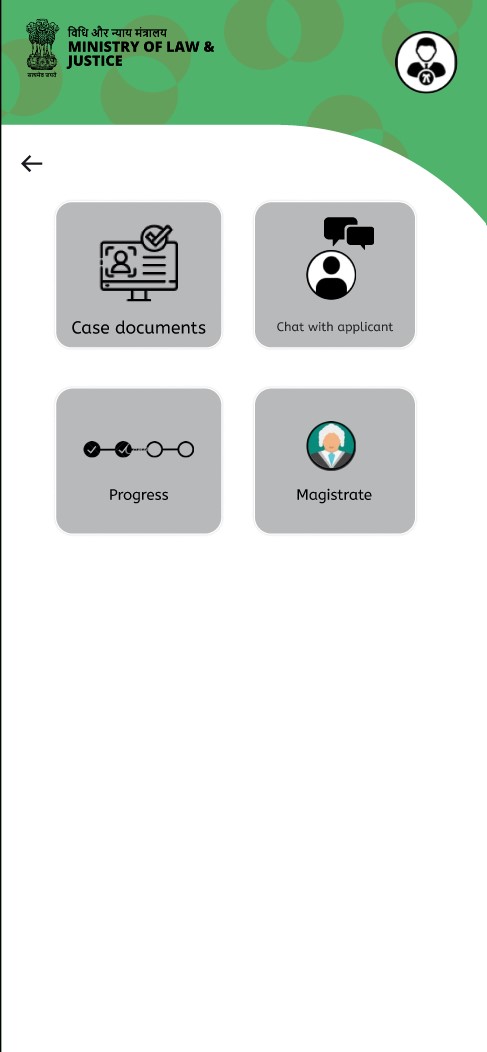 विधि और न्याय मंत्रालय
MINISTRY OF LAW &
JUSTICE
सत्यमेव जयते
Case documents
Chat with applicant
Progress
Magistrate